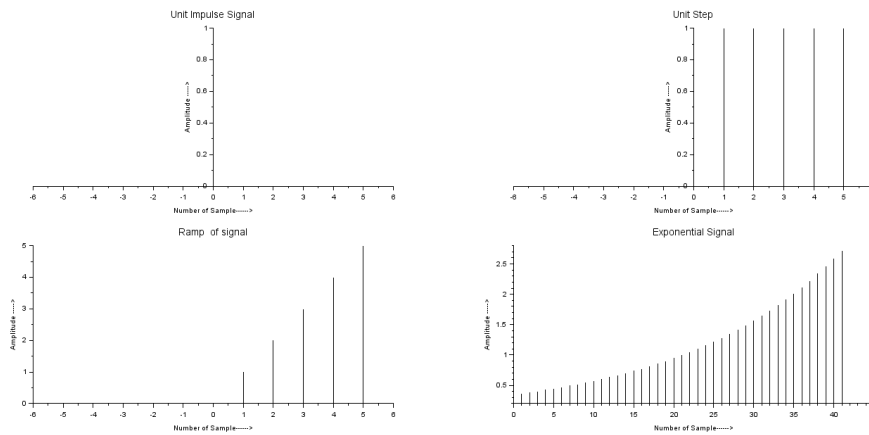 Unit Impulse Signal
1
0.8
0.6
0.4
0.2
0
Amplitude ----->
-6 -5 -4 -3 -2 -1 0 1 2 3 4 5 6
Number of Sample------>
Unit Step
1
0.8
0.6
0.4
0.2
0
Amplitude ----->
-6 -5 -4 -3 -2 -1 0 1 2 3 4 5
Number of Sample------>
Ramp of signal
5
4
3
2
1
0
Amplitude ----->
-6 -5 -4 -3 -2 -1 0 1 2 3 4 5 6
Number of Sample------>
Exponential Signal
2.5
2
1.5
1
0.5
Amplitude ----->
0 5 10 15 20 25 30 35 40
Number of Sample------>